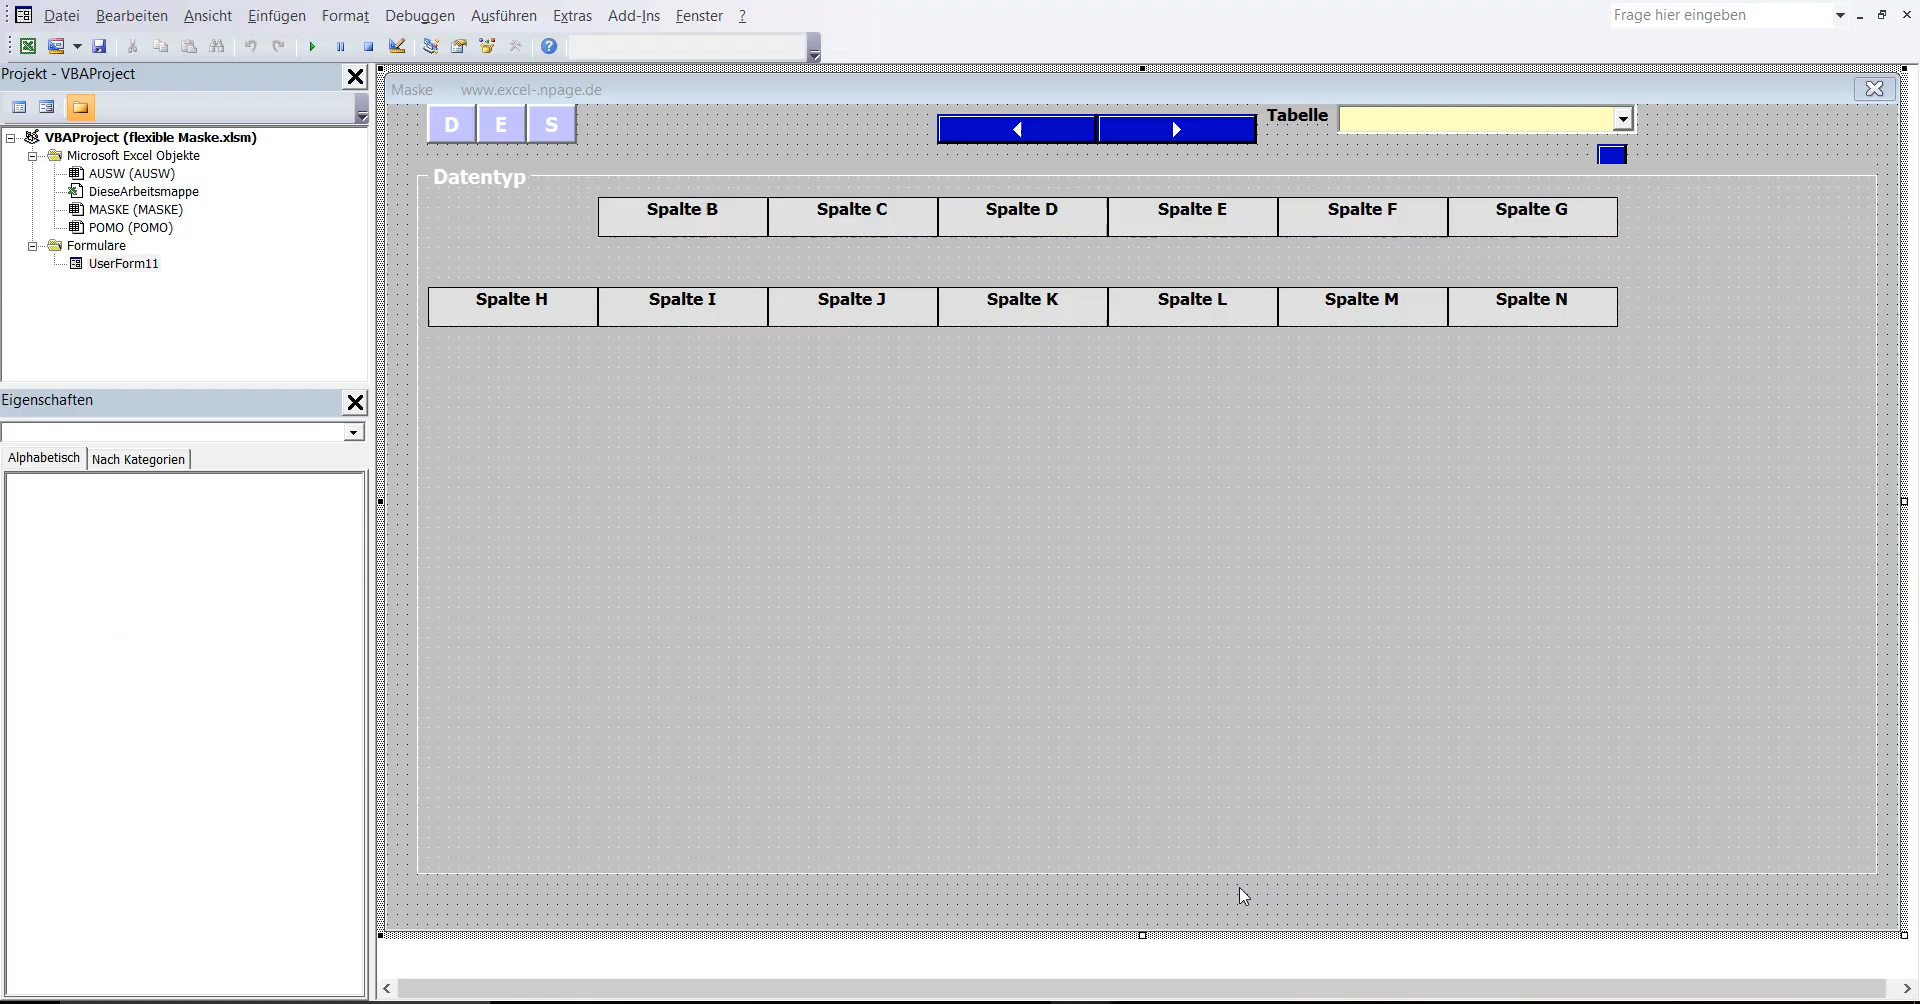 Datei Bearbeiten Ansicht Einfügen Format Debuggen Ausführen Extras Add-Ins Fenster ? Frage hier eingeben
Projekt - VBAProject
VBAProject (flexible Maske.xlsm)
Microsoft Excel Objekte
AUSW (AUSW)
DieseArbeitsmappe
MASKE (MASKE)
POMO (POMO)
Formulare
UserForm11
Eigenschaften
Alphabetisch Nach Kategorien
Maske www.excel-.npage.de
D E S Tabelle
Datentyp
Spalte B Spalte C Spalte D Spalte E Spalte F Spalte G
Spalte H Spalte I Spalte J Spalte K Spalte L Spalte M Spalte N